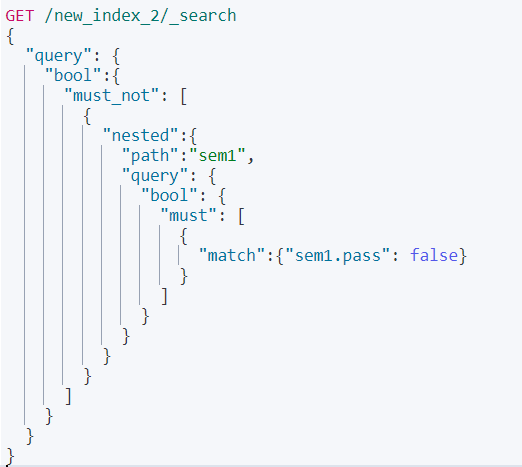 GET /new_index_2/_search
{
  "query": {
    "bool":{
      "must_not": [
        {
          "nested":{
            "path":"sem1",
            "query": {
              "bool": {
                "must": [
                  {
                    "match":{"sem1.pass": false}
                  }
                ]
              }
            }
          }
        }
      ]
    }
  }
}